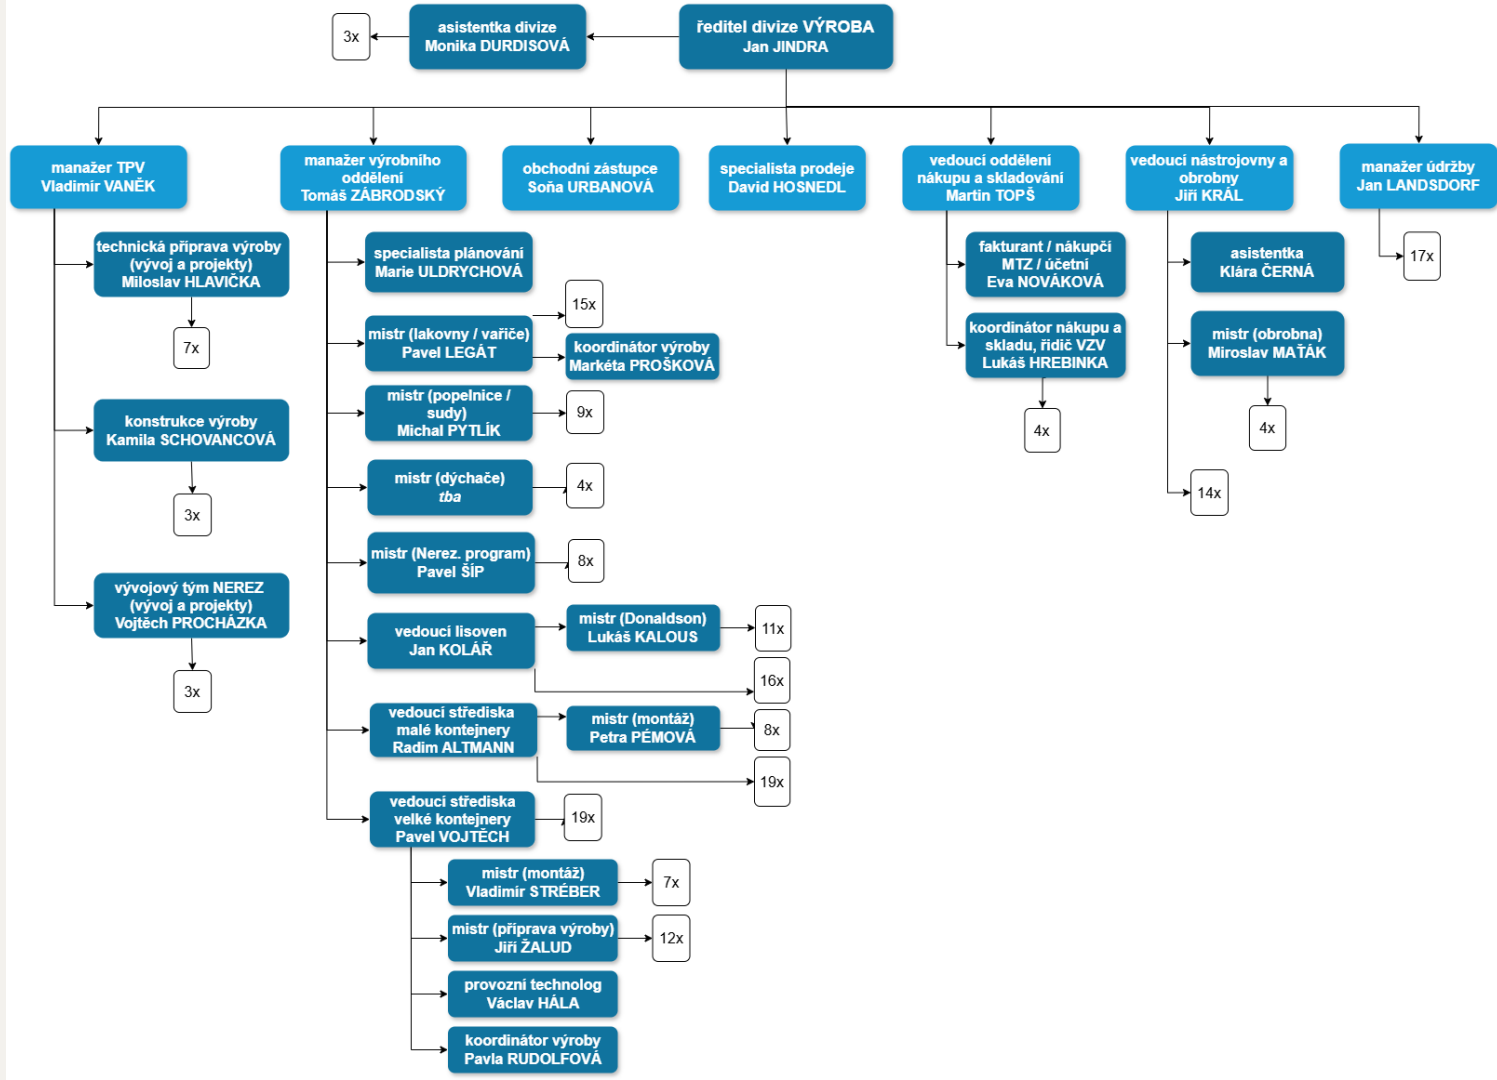 3x
asistentka divize
Monika DURDISOVÁ
ředitel divize VÝROBA
Jan JINDRA
manažer TPV
Vladimír VANĚK
manažer výrobního
oddělení
Tomáš ZÁBRODSKÝ
obchodní zástupce
Soňa URBANOVÁ
specialista prodeje
David HOSNEDL
vedoucí oddělení
nákupu a skladování
Martin TOPŠ
vedoucí nástrojovny a
obrobny
Jiří KRÁL
manažer údržby
Jan LANDSDORF
technická příprava výroby
(vývoj a projekty)
Miloslav HLAVIČKA
7x
konstrukce výroby
Kamila SCHOVANCOVÁ
3x
vývojový tým NEREZ
(vývoj a projekty)
Vojtěch PROCHÁZKA
3x
specialista plánování
Marie ULDRYCHOVÁ
mistr (lakovny / vařiče)
Pavel LEGÁT
15x
koordinátor výroby
Markéta PROŠKOVÁ
mistr (popelnice /
sudy)
Michal PYTLÍK
9x
mistr (dýchače)
tba
4x
mistr (Nerez. program)
Pavel ŠÍP
8x
vedoucí lisoven
Jan KOLÁŘ
mistr (Donaldson)
Lukáš KALOUS
11x
16x
vedoucí střediska
malé kontejnery
Radim ALTMANN
mistr (montáž)
Petra PÉMOVÁ
8x
19x
vedoucí střediska
velké kontejnery
Pavel VOJTĚCH
19x
mistr (montáž)
Vladimír STRÉBER
7x
mistr (příprava výroby)
Jiří ŽALUD
12x
provozní technolog
Václav HÁLA
koordinátor výroby
Pavla RUDOLFOVÁ
fakturant / nákupčí
MTZ / účetní
Eva NOVÁKOVÁ
koordinátor nákupu a
skladu, řidič VZV
Lukáš HREBINKA
4x
asistentka
Klára ČERNÁ
mistr (obrobna)
Miroslav MAŤÁK
4x
14x
17x